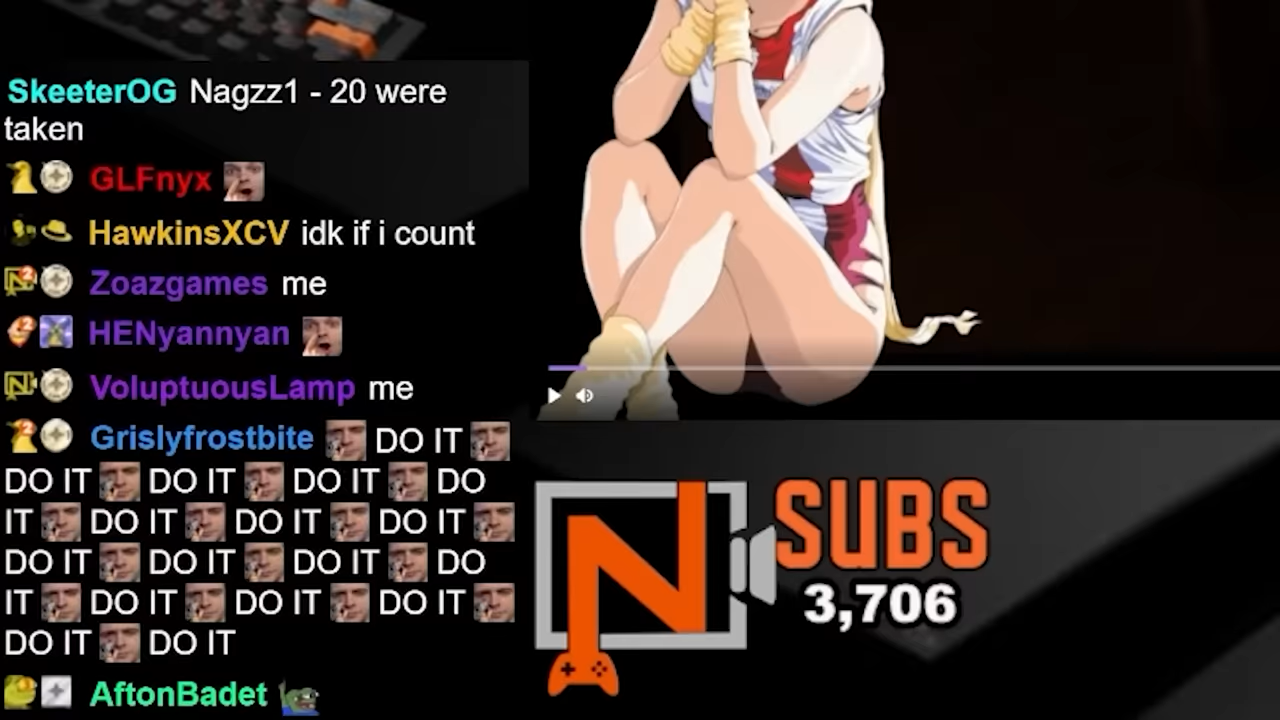 SkeeterOG Nagzz1 - 20 were
taken
GLFnyx
HawkinsXCV idk if i count
Zoazgames me
HENyannyan
VoluptuousLamp me
Grislyfrostbite DO IT
DO IT DO IT DO IT DO
IT DO IT DO IT DO IT
DO IT DO IT DO IT DO
IT DO IT DO IT DO IT
DO IT DO IT
AftonBadet
N
SUBS
3,706